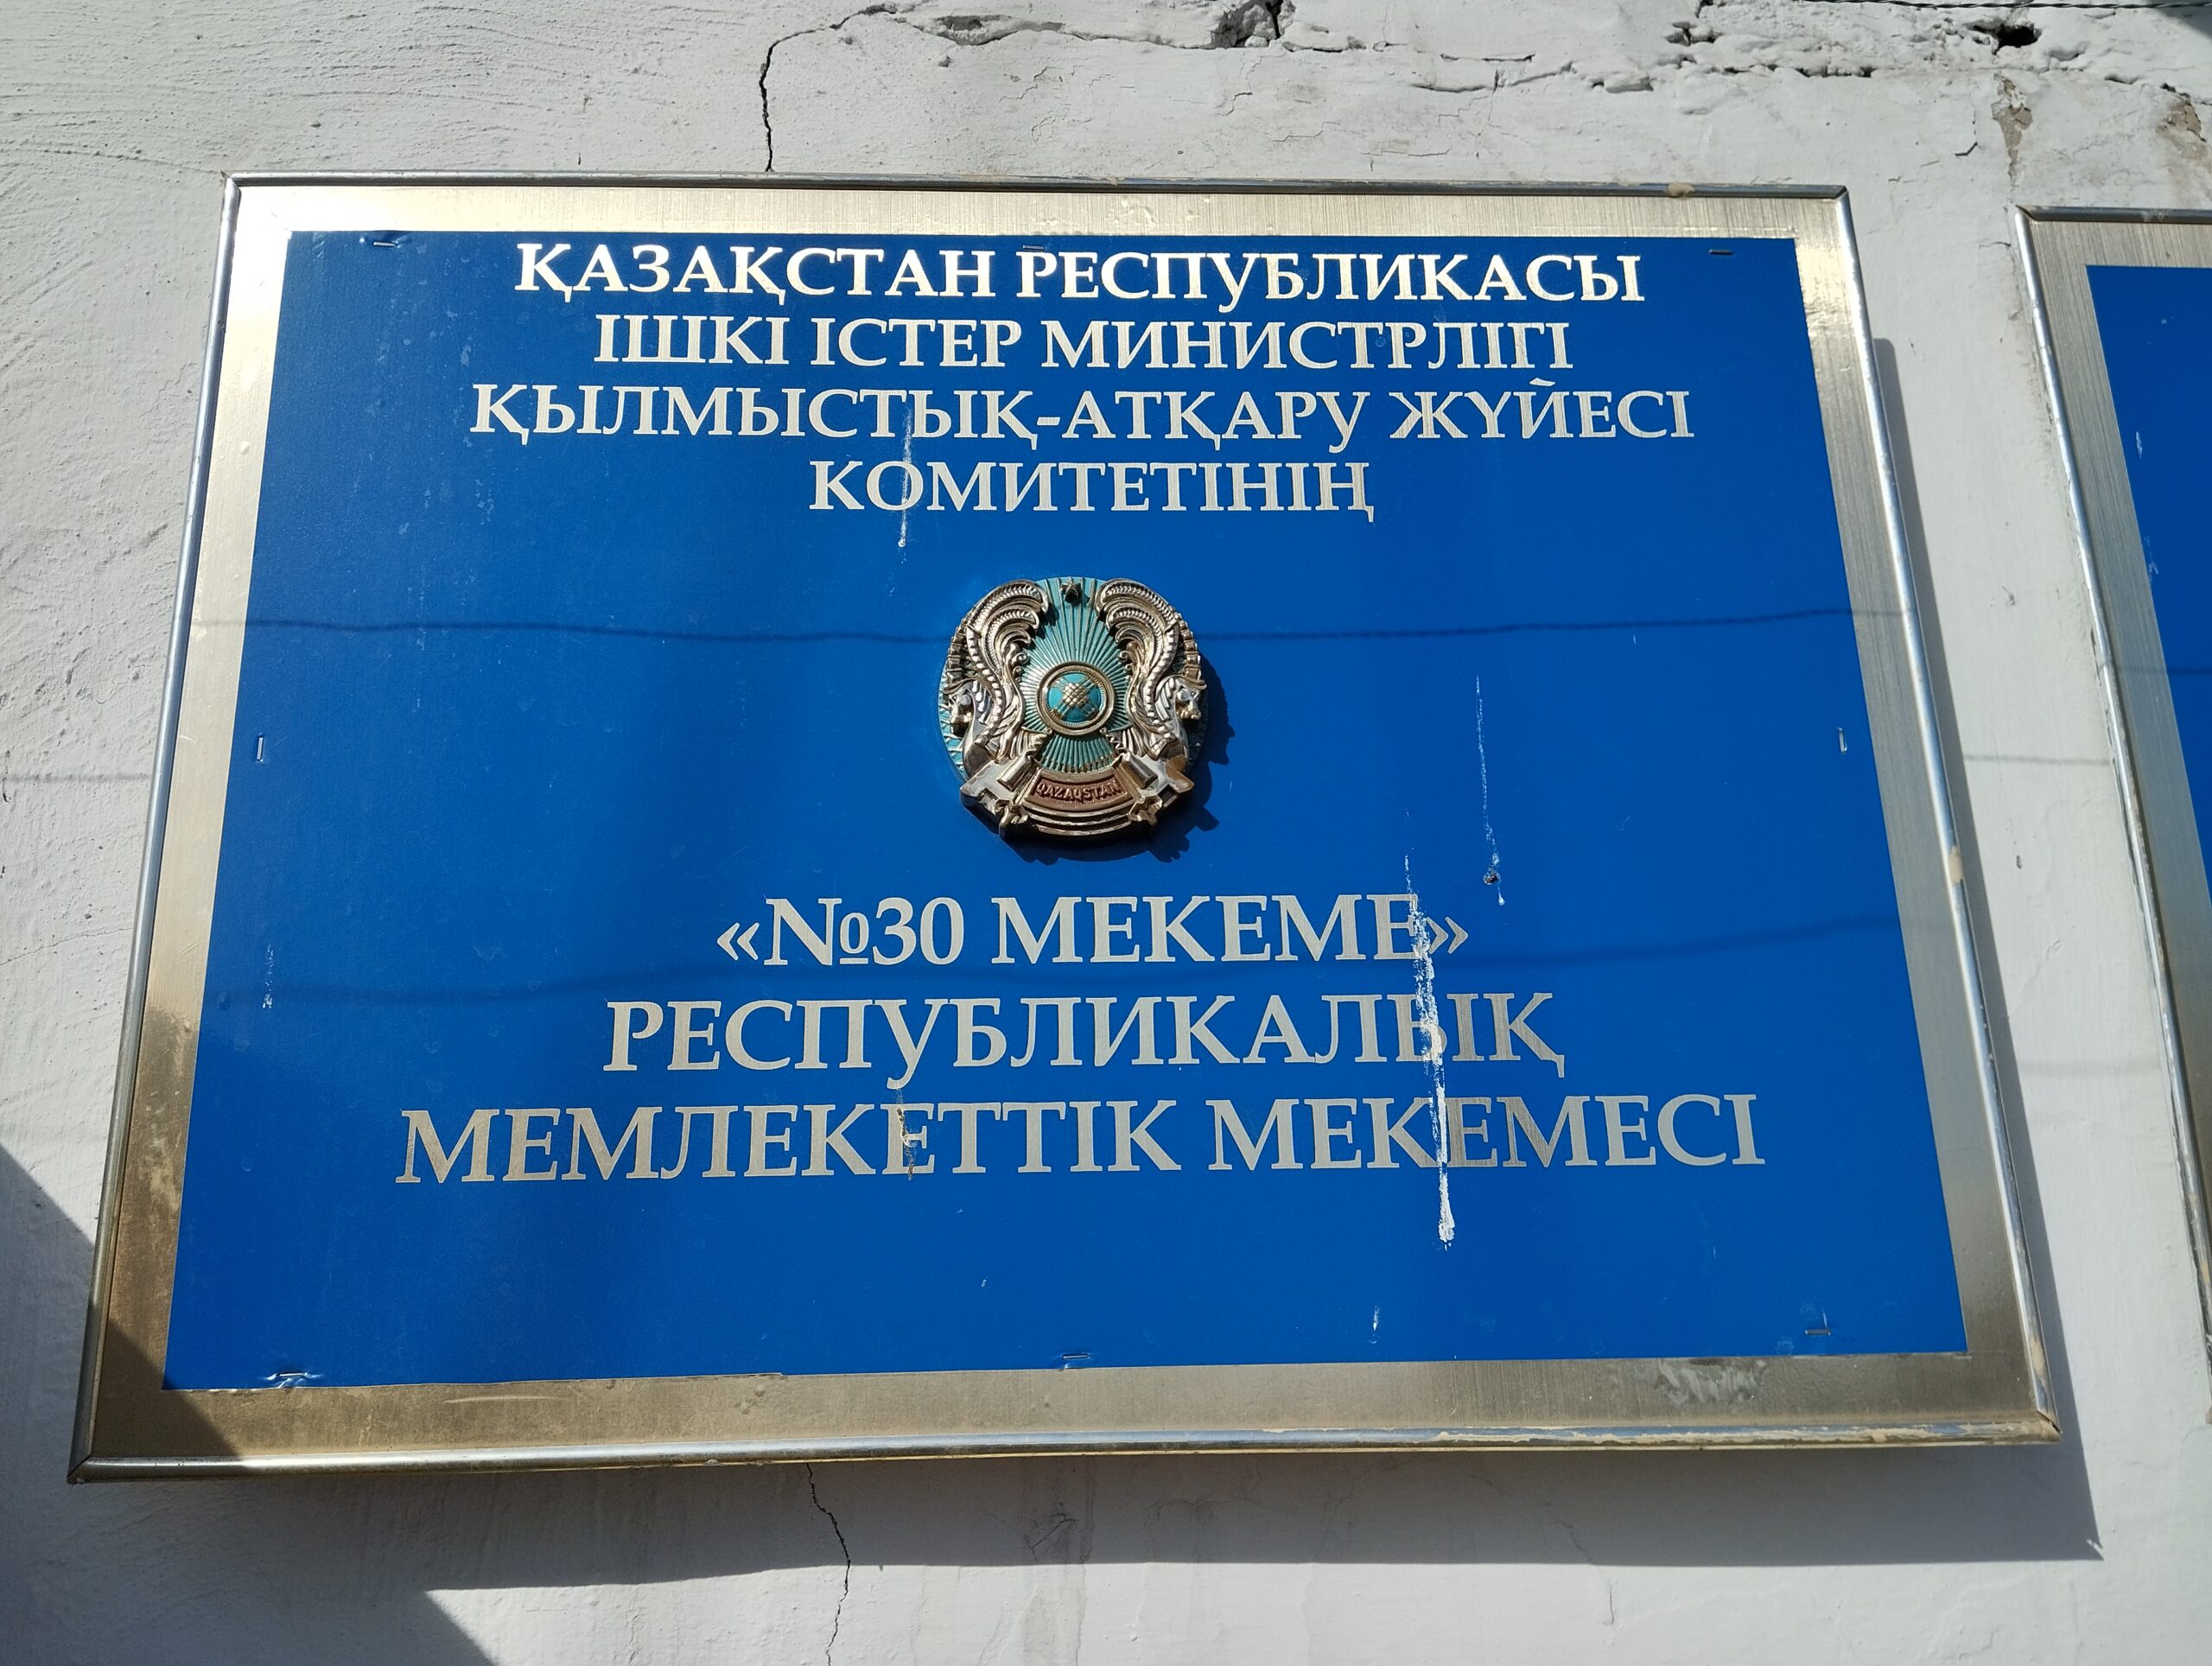 ҚАЗАҚСТАН РЕСПУБЛИКАСЫ
ІШКІ ІСТЕР МИНИСТРЛІГІ
ҚЫЛМЫСТЫҚ-АТҚАРУ ЖҮЙЕСІ
КОМИТЕТІНІҢ
QAZAQSTAN
«№30 МЕКЕМЕ»
РЕСПУБЛИКАЛЫҚ
МЕМЛЕКЕТТІК МЕКЕМЕСІ